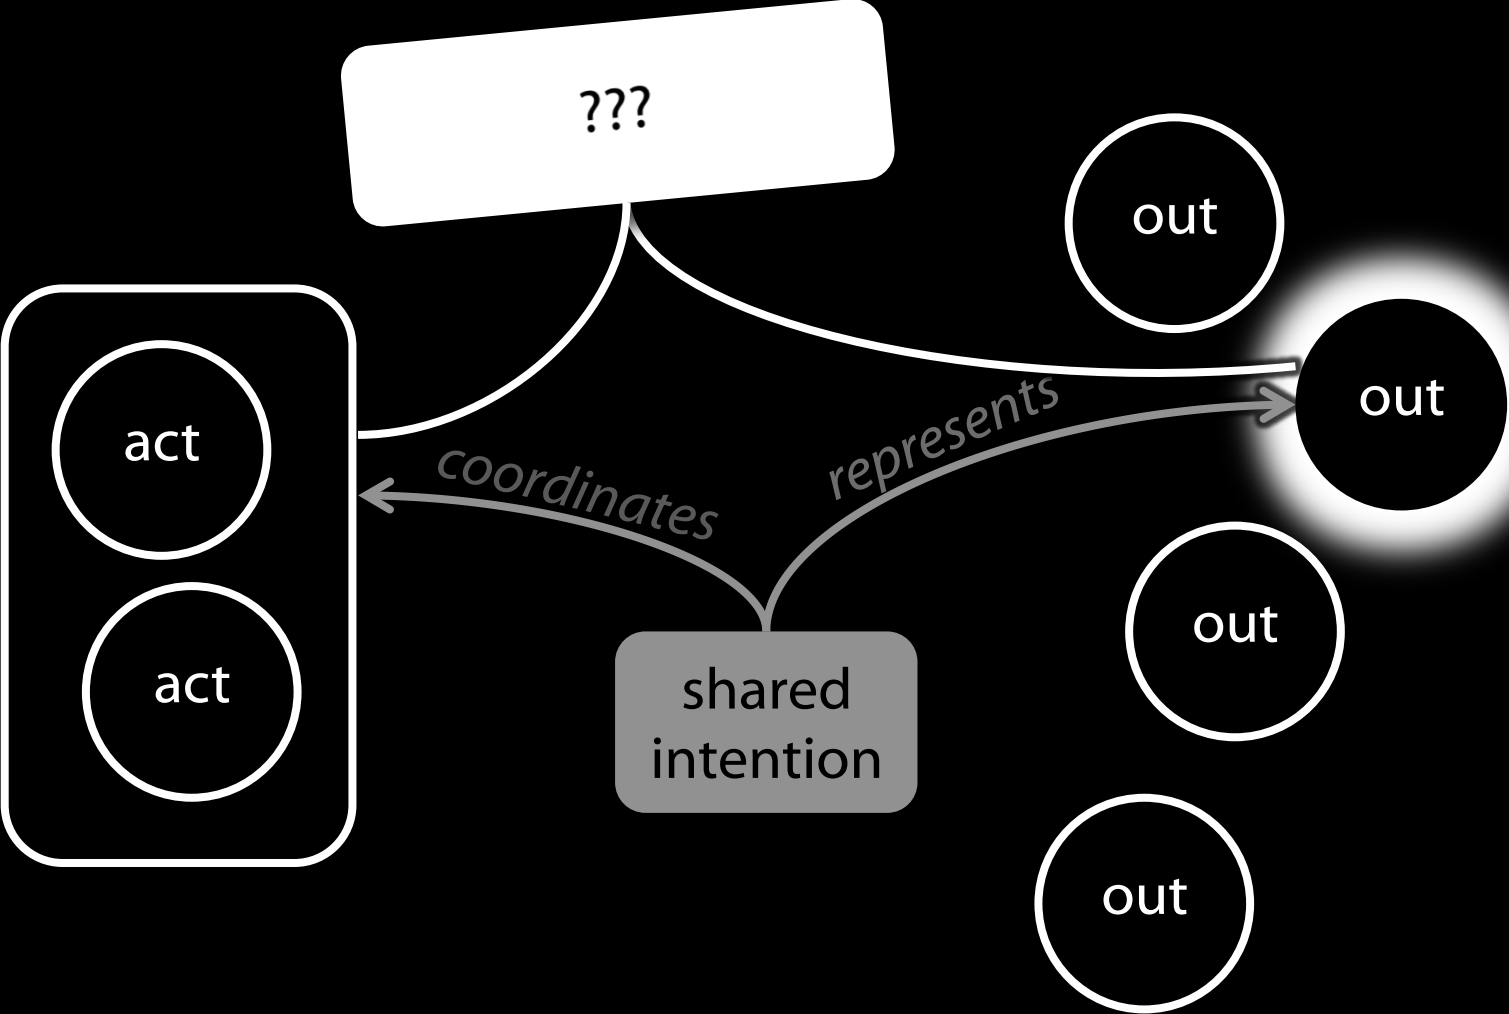 ???
out
out
act
coordinates
represents
out
act
shared
intention
out